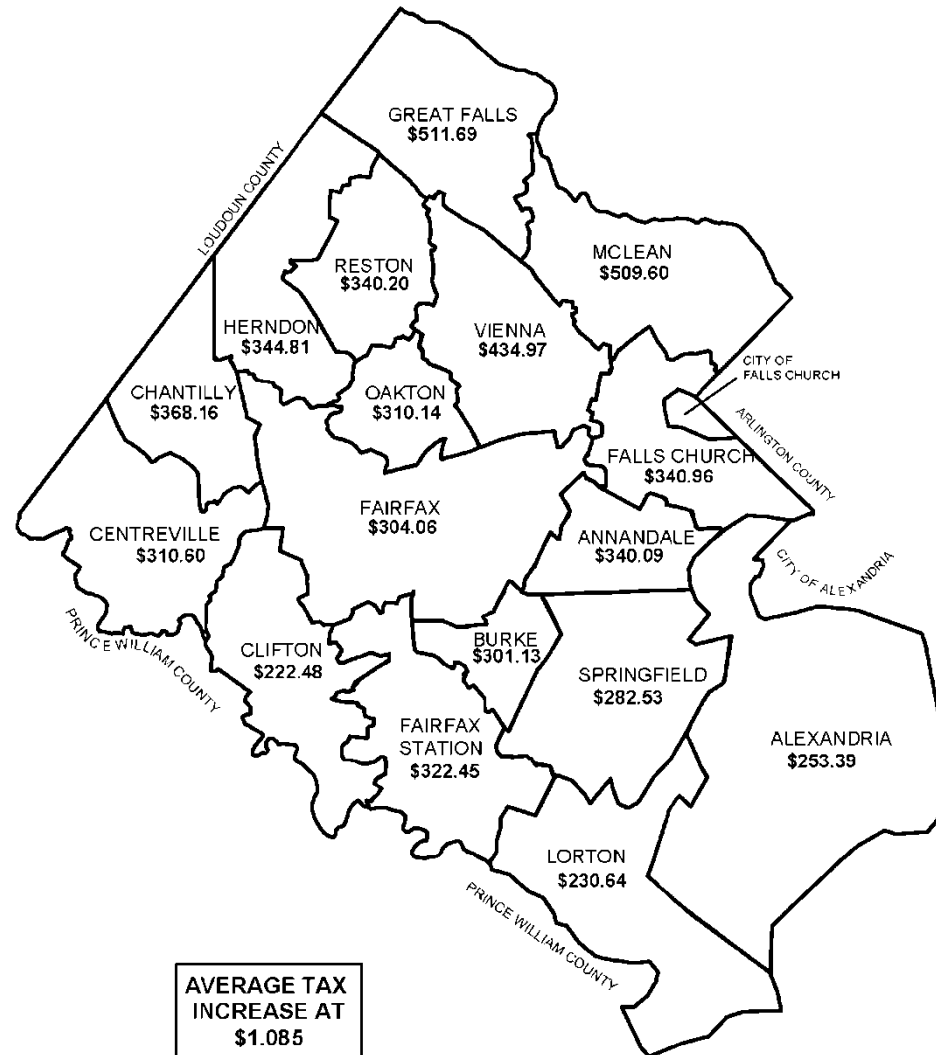 GREAT FALLS
$511.69
LOUDOUN COUNTY
MCLEAN
$509.60
RESTON
$340.20
HERNDON
$344.81
VIENNA
$434.97
CITY OF
FALLS CHURCH
CHANTILLY
$368.16
OAKTON
$310.14
ARLINGTON COUNTY
FALLS CHURCH
$340.96
FAIRFAX
$304.06
CENTREVILLE
$310.60
ANNANDALE
$340.09
CITY OF ALEXANDRIA
PRINCE WILLIAM COUNTY
CLIFTON
$222.48
BURKE
$301.13
SPRINGFIELD
$282.53
FAIRFAX
STATION
$322.45
ALEXANDRIA
$253.39
LORTON
$230.64
PRINCE WILLIAM COUNTY
AVERAGE TAX
INCREASE AT
$1.085